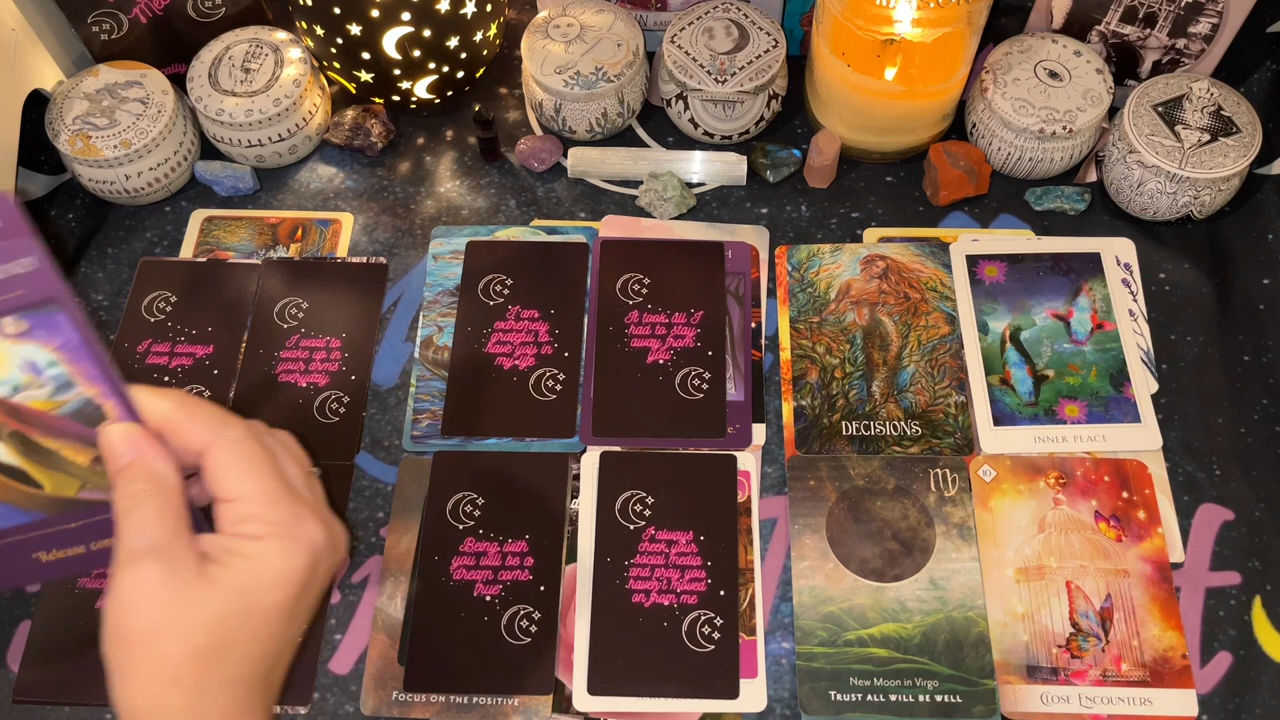 I will always
love you
I want to
wake up in
your arms
everyday
I am
extremely
grateful to
have you in
my life
It took all I
had to stay
away from
you
DECISIONS
INNER PEACE
"Release
Being with
you will be a
dream come
true
I always
check your
social media
and pray you
haven't moved
on from me
FOCUS ON THE POSITIVE
New Moon in Virgo
TRUST ALL WILL BE WELL
10
CLOSE ENCOUNTERS